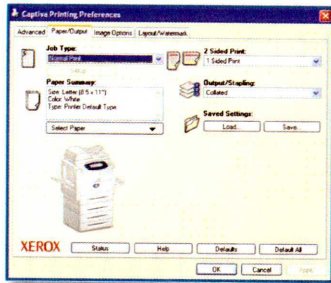 Captiva Printing Preferences
Advanced Paper/Output Image Options Layout/Watermark
Job Type:
Normal Print
2 Sided Print:
1 Sided Print
Paper Summary:
Size: Letter (8.5 x 11")
Color: White
Type: Printer Default Type
Output/Stapling:
Collated
Select Paper
Saved Settings:
Load...
Save...
XEROX
Status
Help
Defaults
Default All
OK
Cancel
Apply